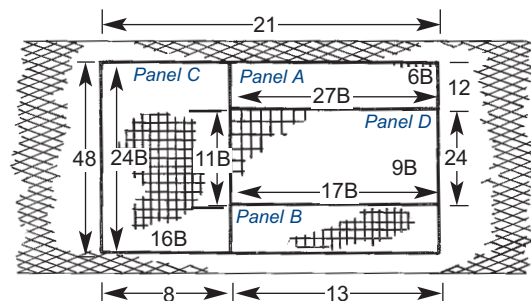 21
Panel C
Panel A
6B
12
27B
Panel D
48
24B
11B
24
9B
17B
Panel B
16B
8
13